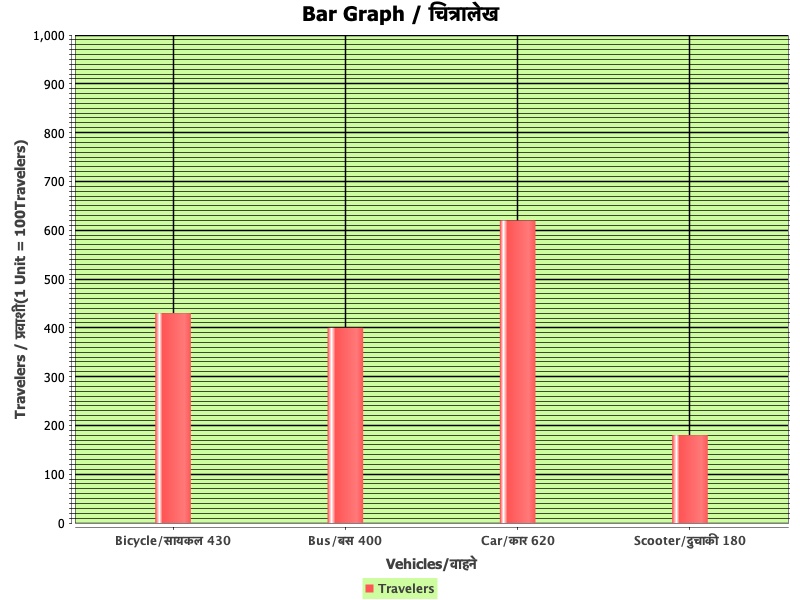 Bar Graph / चित्रालेख
Travelers / प्रवाशी(1 Unit = 100Travelers)
1,000
900
800
700
600
500
400
300
200
100
0
Bicycle/सायकल 430 Bus/बस 400 Car/कार 620 Scooter/दुचाकी 180
Vehicles/वाहने
Travelers